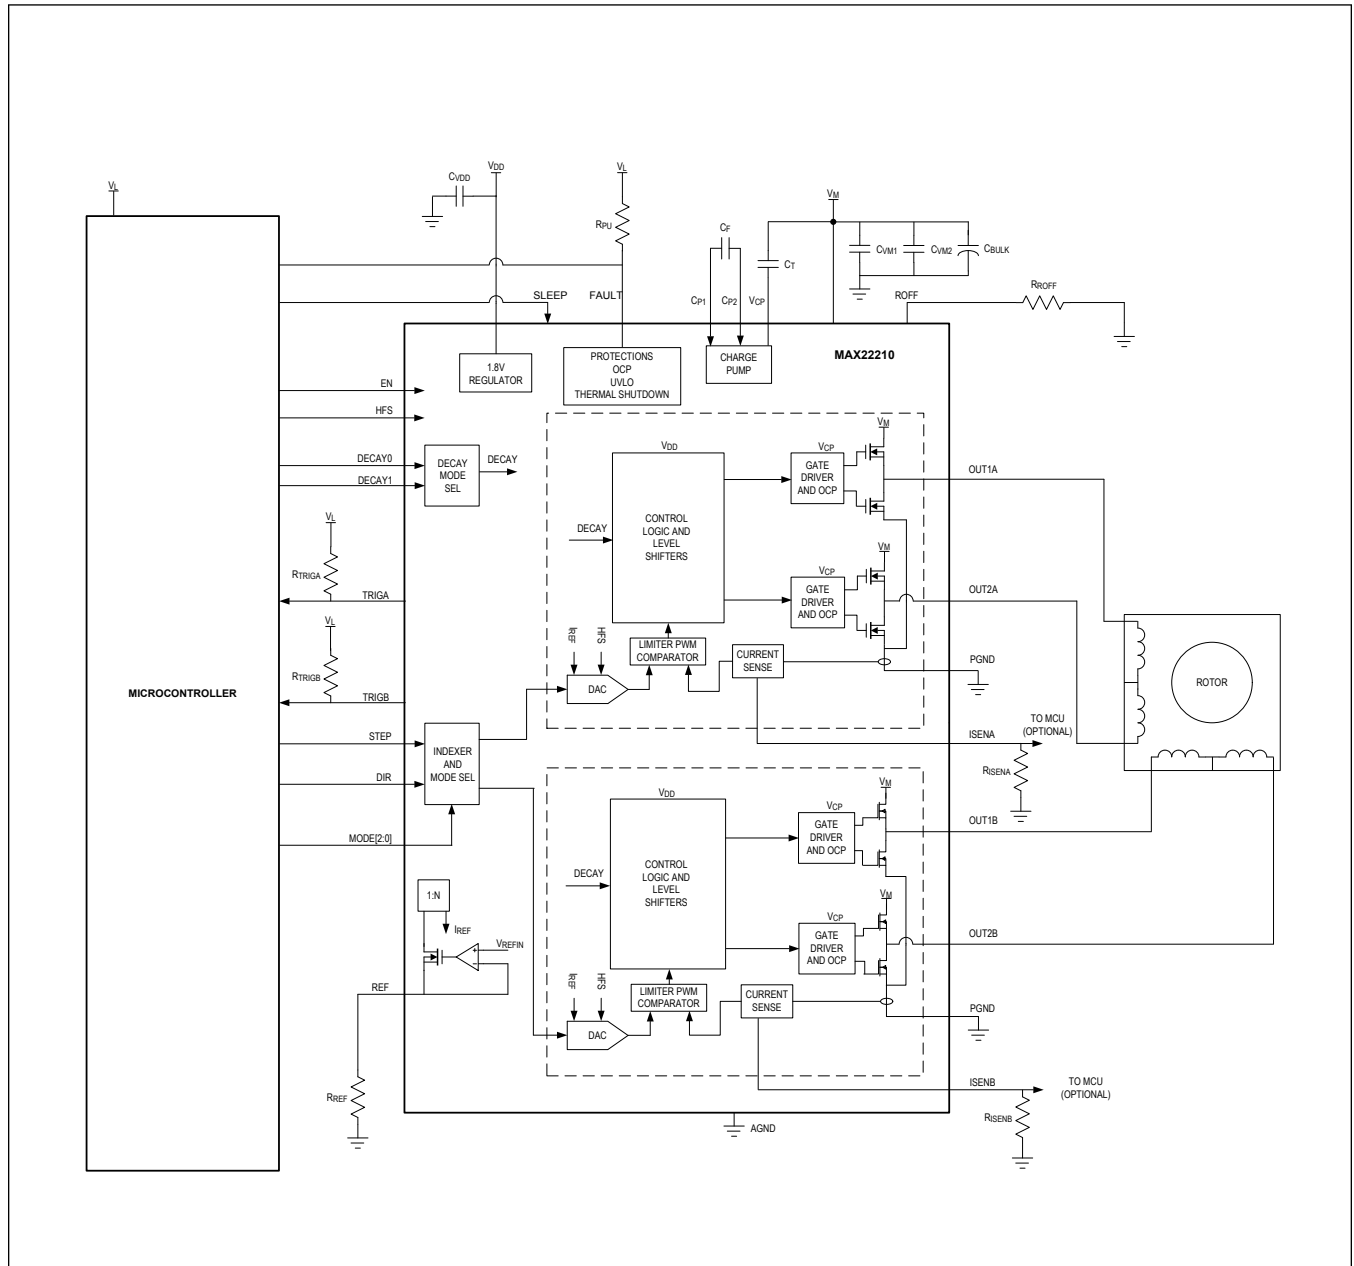 VL
CVDD
VDD
VL
RPU
VM
CF
CT
CVM1
CVM2
CBULK
CP1
CP2
VCP
ROFF
RROFF
SLEEP
FAULT
MAX22210
1.8V
REGULATOR
PROTECTIONS
OCP
UVLO
THERMAL SHUTDOWN
CHARGE
PUMP
EN
HFS
DECAY0
DECAY1
DECAY
MODE
SEL
DECAY
VDD
CONTROL
LOGIC AND
LEVEL
SHIFTERS
DECAY
VCP
GATE
DRIVER
AND OCP
VM
OUT1A
VCP
GATE
DRIVER
AND OCP
VM
OUT2A
VL
RTRIGA
TRIGA
VL
RTRIGB
TRIGB
MICROCONTROLLER
IREF
HFS
LIMITER PWM
COMPARATOR
CURRENT
SENSE
DAC
PGND
ROTOR
TO MCU
(OPTIONAL)
ISENA
RISENA
STEP
DIR
MODE[2:0]
INDEXER
AND
MODE SEL
VDD
CONTROL
LOGIC AND
LEVEL
SHIFTERS
DECAY
VCP
GATE
DRIVER
AND OCP
VM
OUT1B
VCP
GATE
DRIVER
AND OCP
VM
OUT2B
1:N
IREF
VREFIN
+
-
REF
RREF
IREF
HFS
LIMITER PWM
COMPARATOR
CURRENT
SENSE
DAC
PGND
ISENB
TO MCU
(OPTIONAL)
RISENB
AGND